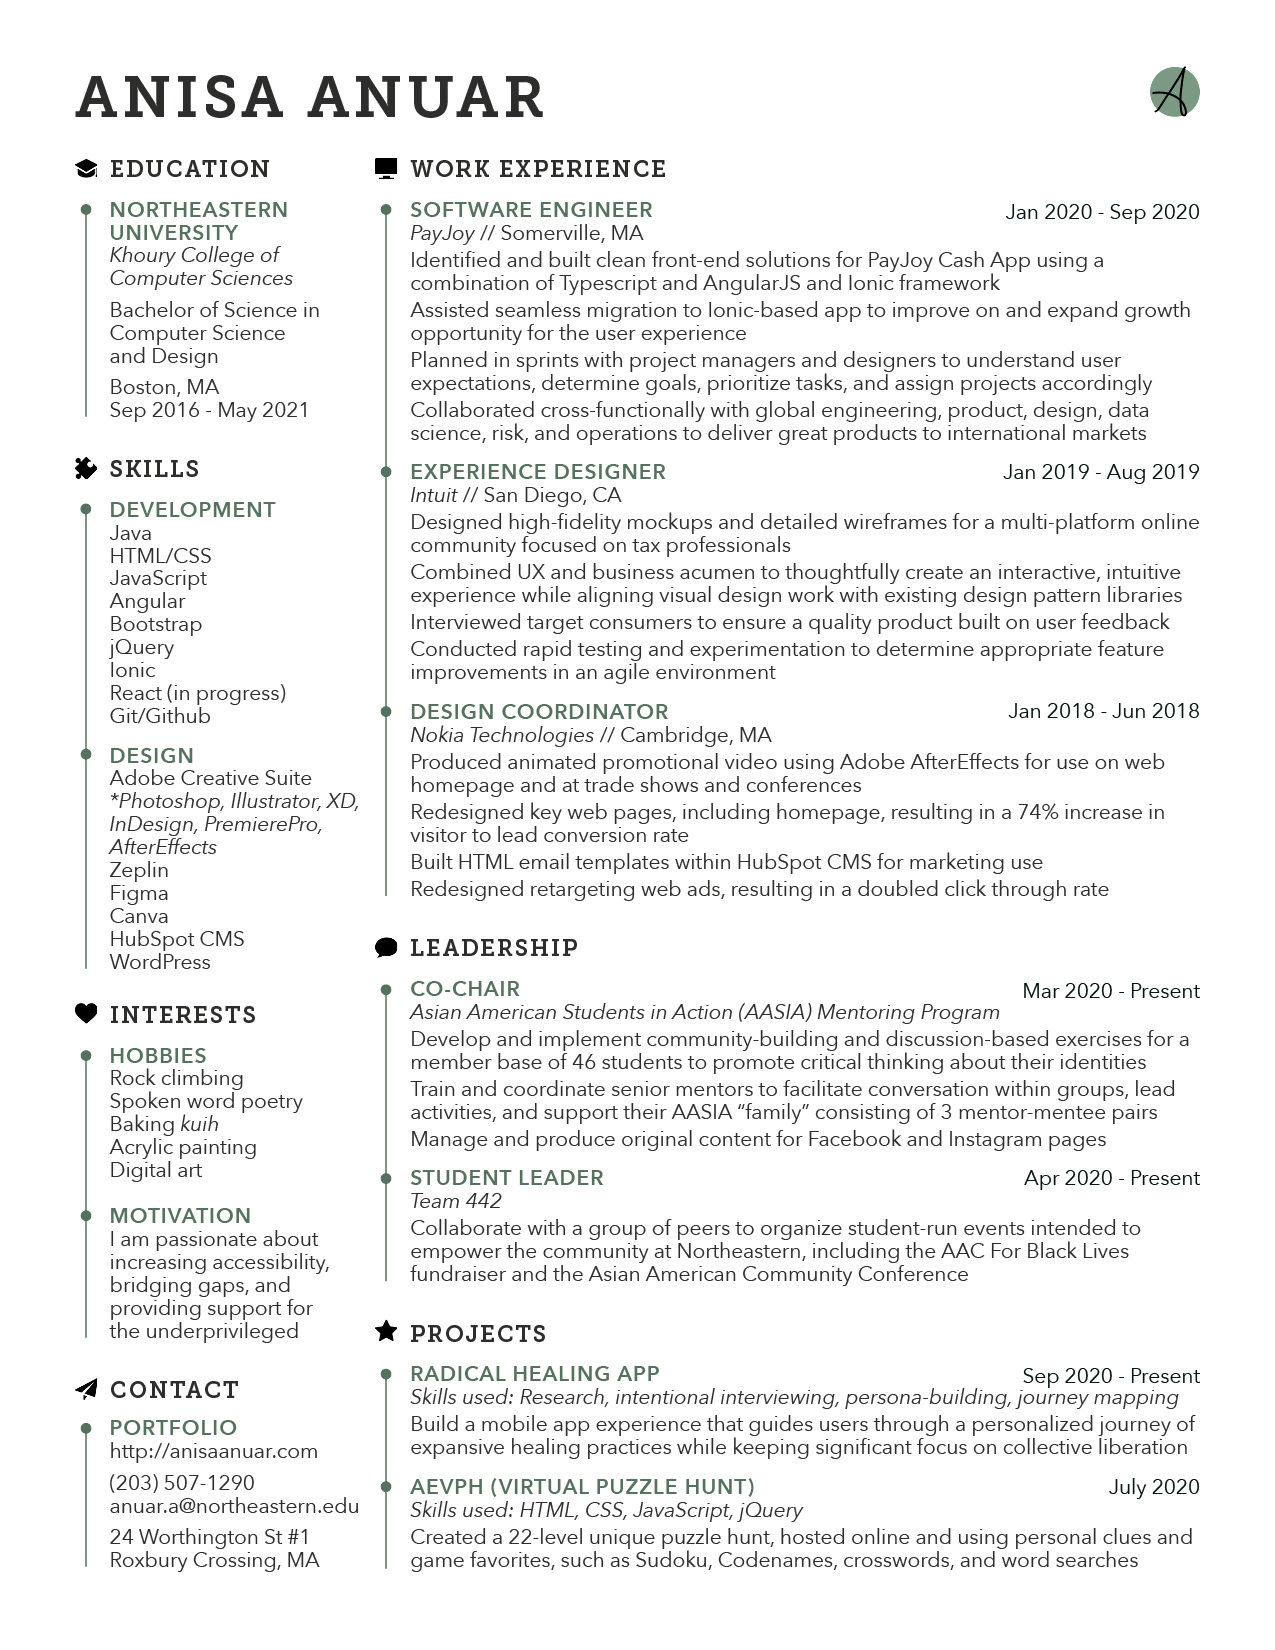 ANISA ANUAR
A
EDUCATION
NORTHEASTERN
UNIVERSITY
Khoury College of
Computer Sciences
Bachelor of Science in
Computer Science
and Design
Boston, MA
Sep 2016 - May 2021
SKILLS
DEVELOPMENT
Java
HTML/CSS
JavaScript
Angular
Bootstrap
jQuery
Ionic
React (in progress)
Git/Github
DESIGN
Adobe Creative Suite
*Photoshop, Illustrator, XD,
InDesign, PremierePro,
AfterEffects
Zeplin
Figma
Canva
HubSpot CMS
WordPress
INTERESTS
HOBBIES
Rock climbing
Spoken word poetry
Baking kuih
Acrylic painting
Digital art
MOTIVATION
I am passionate about
increasing accessibility,
bridging gaps, and
providing support for
the underprivileged
CONTACT
PORTFOLIO
http://anisaanuar.com
(203) 507-1290
anuar.a@northeastern.edu
24 Worthington St #1
Roxbury Crossing, MA
WORK EXPERIENCE
SOFTWARE ENGINEER Jan 2020 - Sep 2020
PayJoy // Somerville, MA
Identified and built clean front-end solutions for PayJoy Cash App using a
combination of Typescript and AngularJS and Ionic framework
Assisted seamless migration to Ionic-based app to improve on and expand growth
opportunity for the user experience
Planned in sprints with project managers and designers to understand user
expectations, determine goals, prioritize tasks, and assign projects accordingly
Collaborated cross-functionally with global engineering, product, design, data
science, risk, and operations to deliver great products to international markets
EXPERIENCE DESIGNER Jan 2019 - Aug 2019
Intuit // San Diego, CA
Designed high-fidelity mockups and detailed wireframes for a multi-platform online
community focused on tax professionals
Combined UX and business acumen to thoughtfully create an interactive, intuitive
experience while aligning visual design work with existing design pattern libraries
Interviewed target consumers to ensure a quality product built on user feedback
Conducted rapid testing and experimentation to determine appropriate feature
improvements in an agile environment
DESIGN COORDINATOR Jan 2018 - Jun 2018
Nokia Technologies // Cambridge, MA
Produced animated promotional video using Adobe AfterEffects for use on web
homepage and at trade shows and conferences
Redesigned key web pages, including homepage, resulting in a 74% increase in
visitor to lead conversion rate
Built HTML email templates within HubSpot CMS for marketing use
Redesigned retargeting web ads, resulting in a doubled click through rate
LEADERSHIP
CO-CHAIR Mar 2020 - Present
Asian American Students in Action (AASIA) Mentoring Program
Develop and implement community-building and discussion-based exercises for a
member base of 46 students to promote critical thinking about their identities
Train and coordinate senior mentors to facilitate conversation within groups, lead
activities, and support their AASIA “family” consisting of 3 mentor-mentee pairs
Manage and produce original content for Facebook and Instagram pages
STUDENT LEADER Apr 2020 - Present
Team 442
Collaborate with a group of peers to organize student-run events intended to
empower the community at Northeastern, including the AAC For Black Lives
fundraiser and the Asian American Community Conference
PROJECTS
RADICAL HEALING APP Sep 2020 - Present
Skills used: Research, intentional interviewing, persona-building, journey mapping
Build a mobile app experience that guides users through a personalized journey of
expansive healing practices while keeping significant focus on collective liberation
AEVPH (VIRTUAL PUZZLE HUNT) July 2020
Skills used: HTML, CSS, JavaScript, jQuery
Created a 22-level unique puzzle hunt, hosted online and using personal clues and
game favorites, such as Sudoku, Codenames, crosswords, and word searches